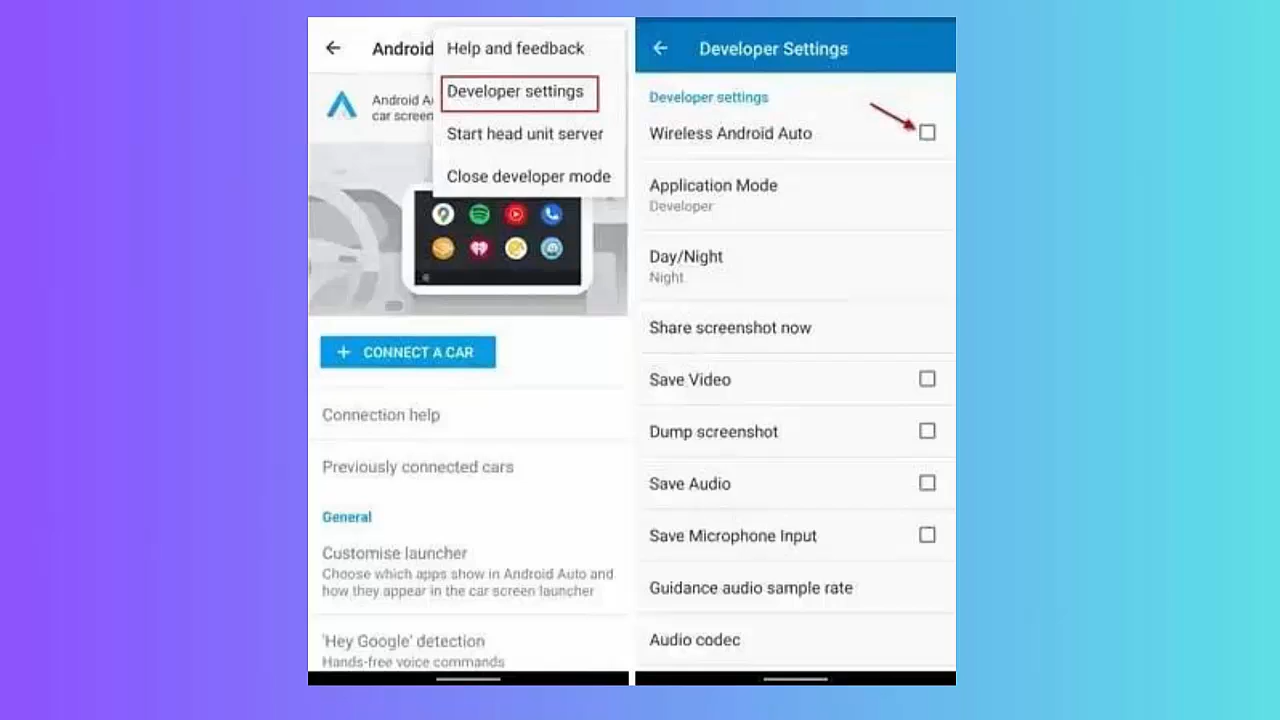 Android
Help and feedback
Developer settings
Start head unit server
Close developer mode
Android A
car screen
CONNECT A CAR
Connection help
Previously connected cars
General
Customise launcher
Choose which apps show in Android Auto and
how they appear in the car screen launcher
'Hey Google' detection
Hands-free voice commands
Developer Settings
Developer settings
Wireless Android Auto
Application Mode
Developer
Day/Night
Night
Share screenshot now
Save Video
Dump screenshot
Save Audio
Save Microphone Input
Guidance audio sample rate
Audio codec